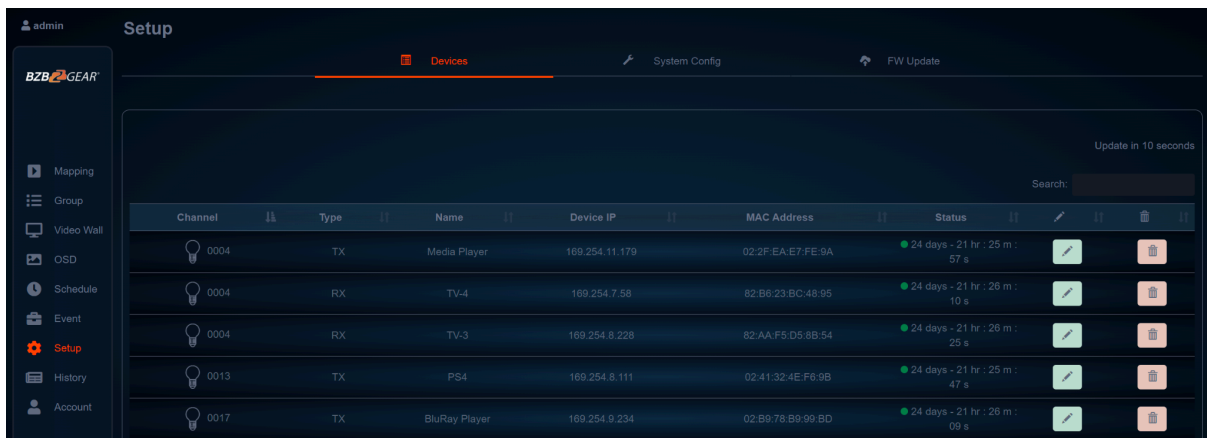 admin
Setup
BZBGEAR
Devices
System Config
FW Update
Update in 10 seconds
Search:
Mapping
Group
Video Wall
OSD
Schedule
Event
Setup
History
Account
Channel Type Name Device IP MAC Address Status
0004 TX Media Player 169.254.11.179 02:2F:EA:E7:FE:9A 24 days - 21 hr : 25 m :
57 s
0004 RX TV-4 169.254.7.58 82:B6:23:BC:48:95 24 days - 21 hr : 26 m :
10 s
0004 RX TV-3 169.254.8.228 82:AA:F5:D5:8B:54 24 days - 21 hr : 26 m :
25 s
0013 TX PS4 169.254.8.111 02:41:32:4E:F6:9B 24 days - 21 hr : 25 m :
47 s
0017 TX BluRay Player 169.254.9.234 02:B9:78:B9:99:BD 24 days - 21 hr : 26 m :
09 s